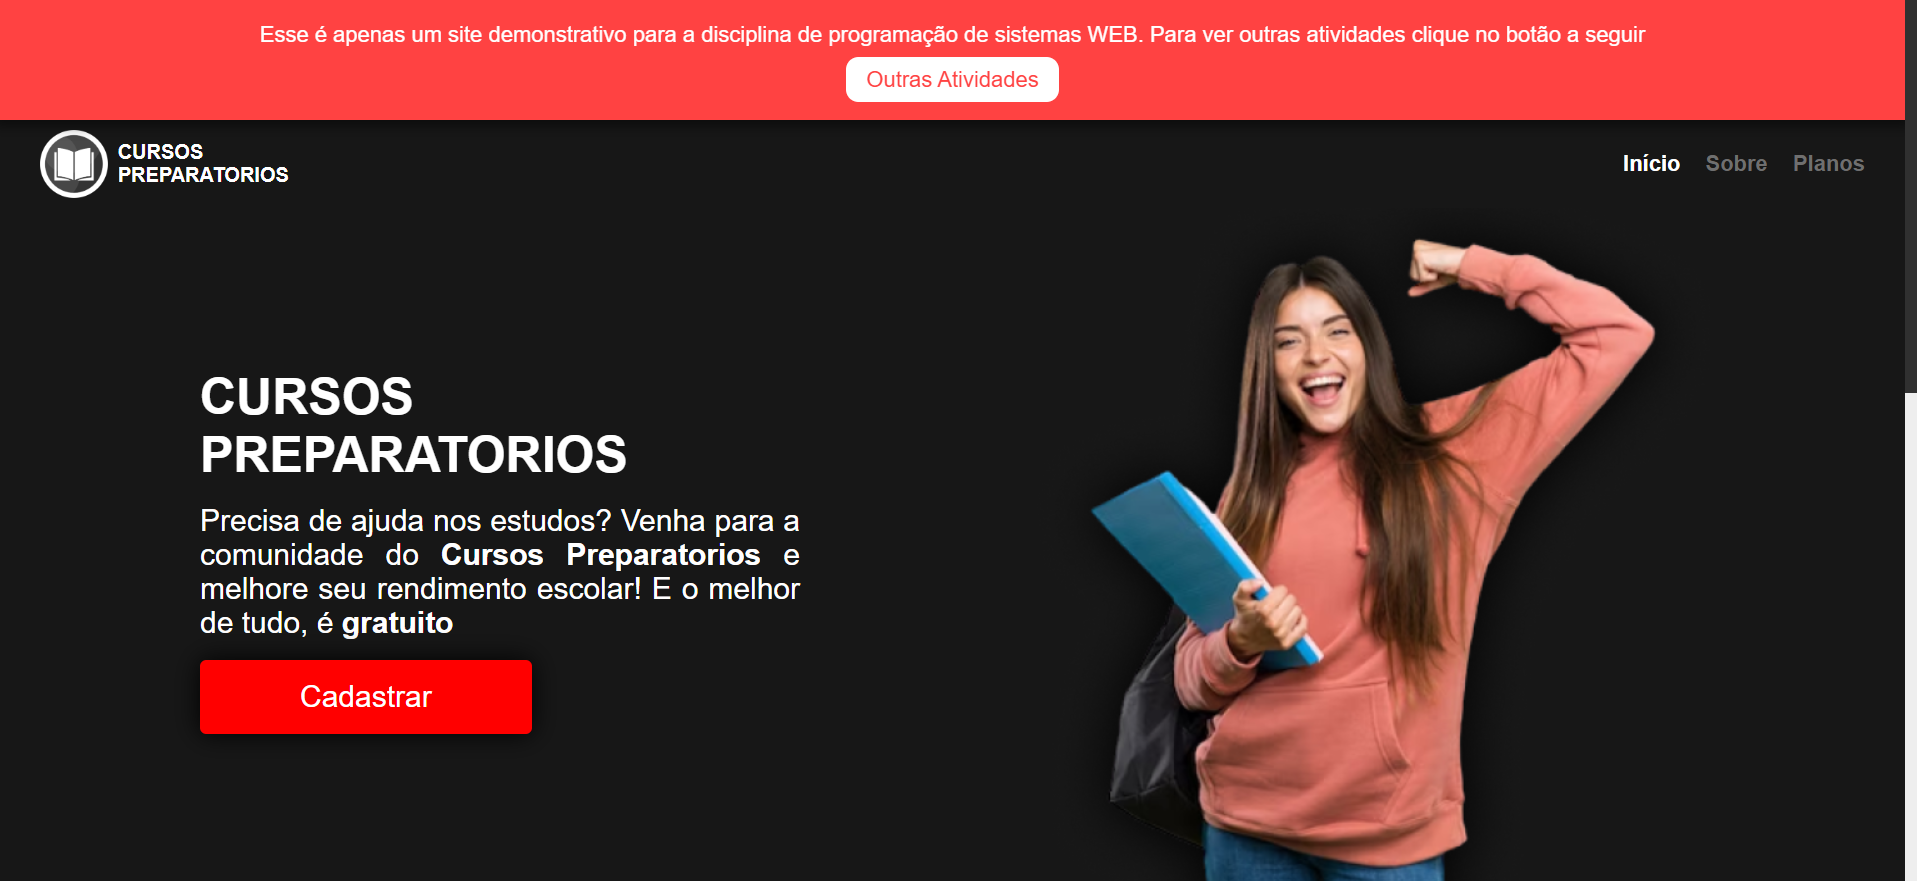 Esse é apenas um site demonstrativo para a disciplina de programação de sistemas WEB. Para ver outras atividades clique no botão a seguir
Outras Atividades
CURSOS
PREPARATORIOS
Início Sobre Planos
CURSOS
PREPARATORIOS
Precisa de ajuda nos estudos? Venha para a
comunidade do Cursos Preparatorios e
melhore seu rendimento escolar! E o melhor
de tudo, é gratuito
Cadastrar